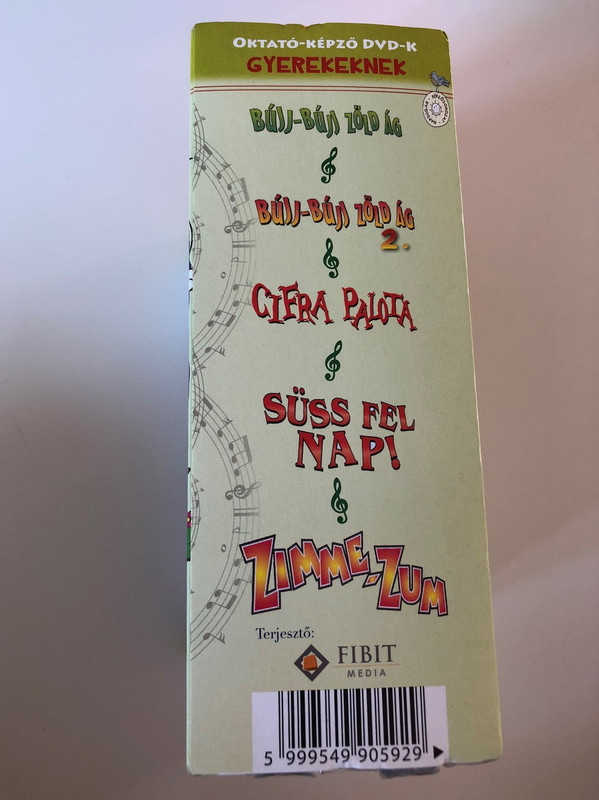 OKTATÓ-KÉPZŐ DVD-K
GYEREKEKNEK
BÚJJ-BÚJJ ZÖLD ÁG
BÚJJ-BÚJJ ZÖLD ÁG
2.
CIFRA PALOTA
SÜSS FEL
NAP!
ZIMME-ZUM
Terjesztő:
FIBIT
MEDIA
5 999549 905929